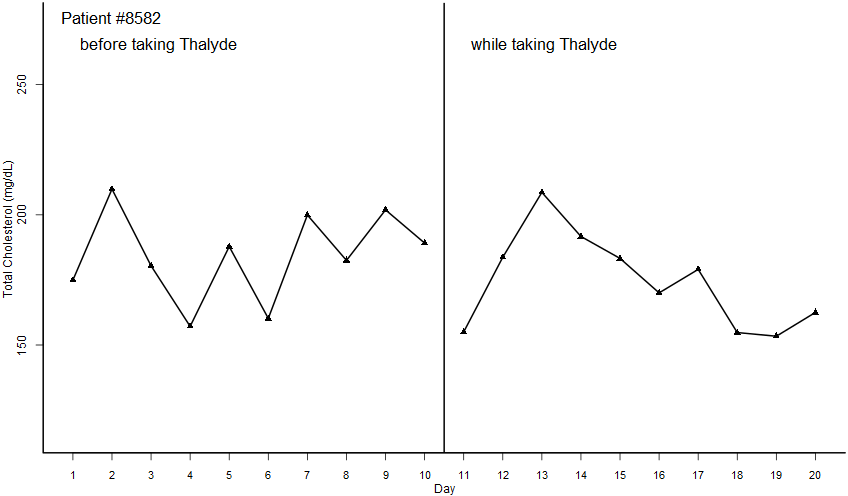 Patient #8582
before taking Thalyde
while taking Thalyde
Total Cholesterol (mg/dL)
250
200
150
1 2 3 4 5 6 7 8 9 10 11 12 13 14 15 16 17 18 19 20
Day